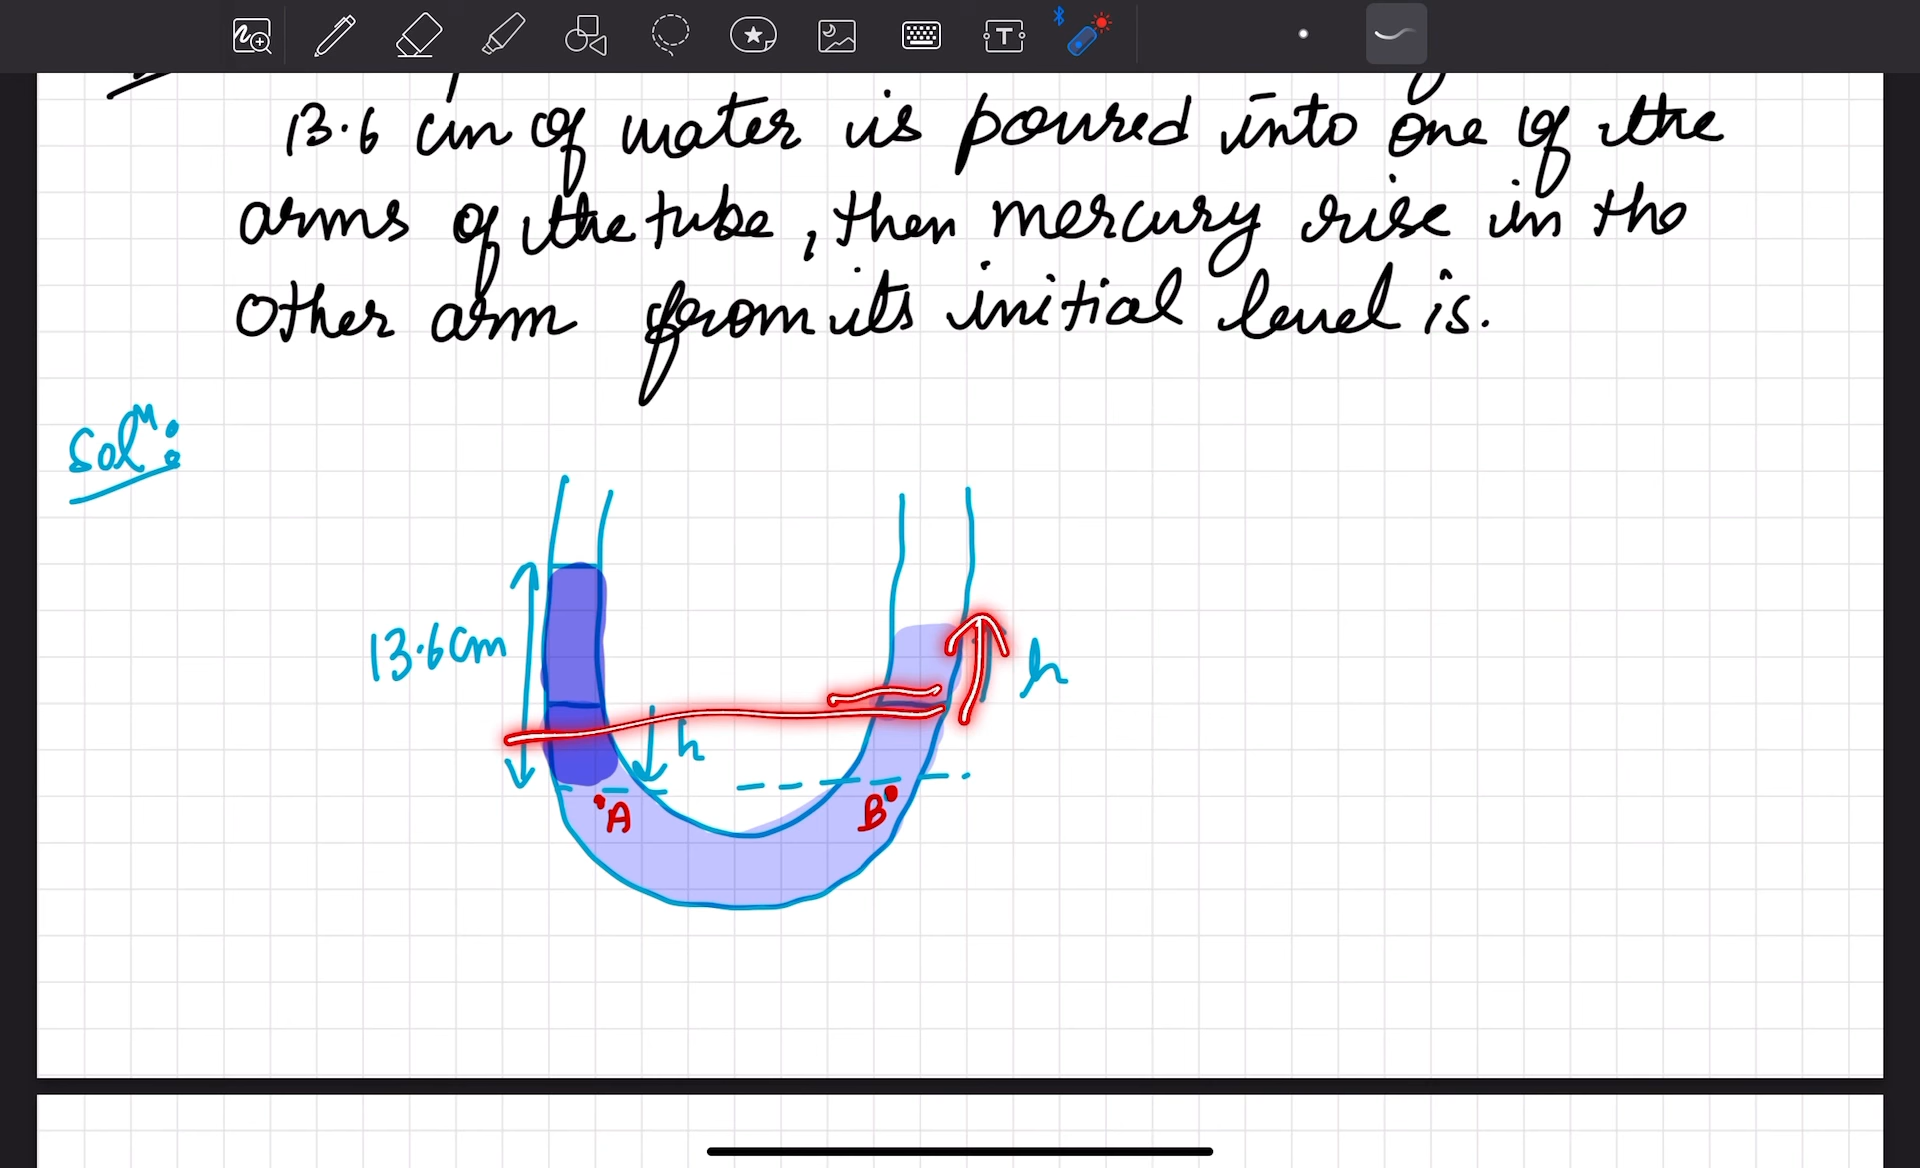 13.6 cm of water is poured into one of the
arms of the tube, then mercury rise in the
other arm from its initial level is.
Solⁿ:
13.6cm
h
h
A
B
T